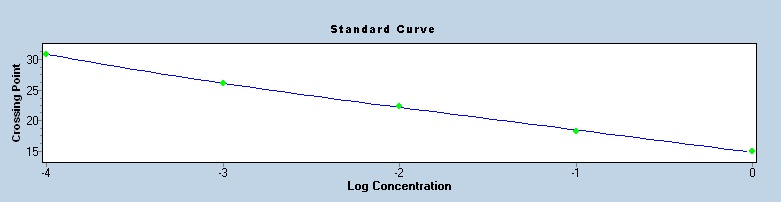 Standard Curve
Crossing Point
30
25
20
15
-4 -3 -2 -1 0
Log Concentration